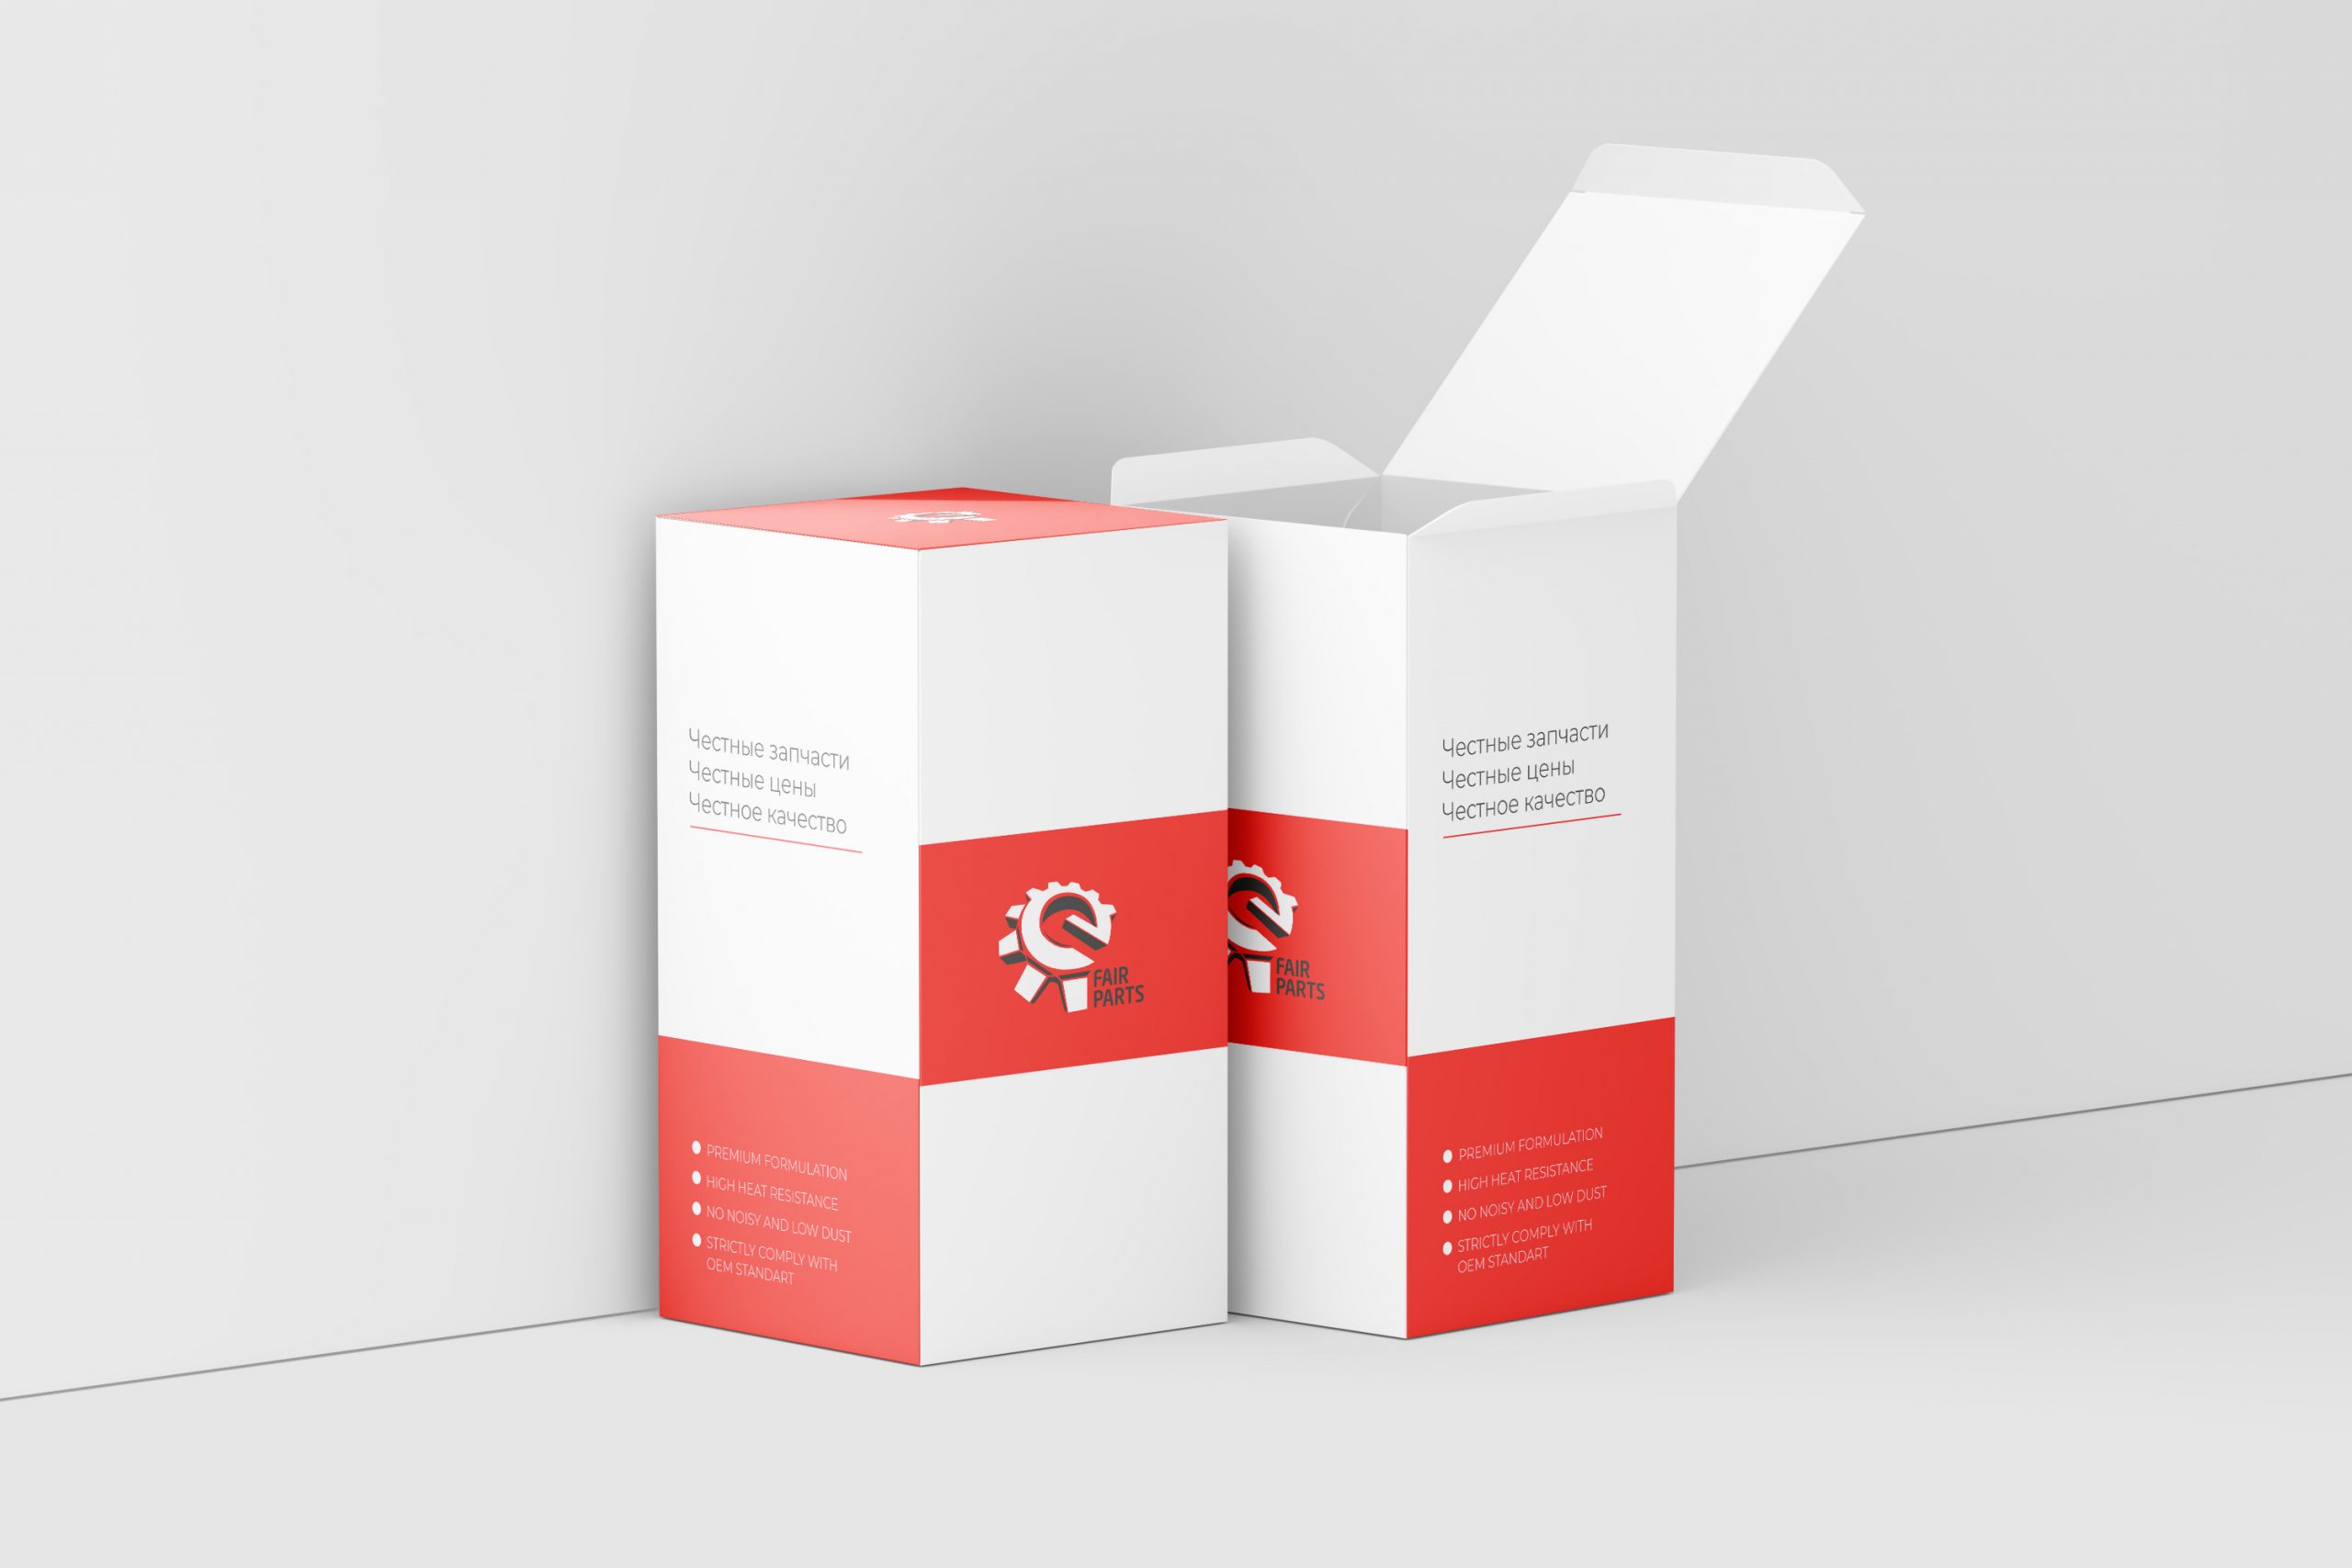 Честные запчасти
Честные цены
Честное качество
PREMIUM FORMULATION
HIGH HEAT RESISTANCE
NO NOISY AND LOW DUST
STRICTLY COMPLY WITH
OEM STANDART
FAIR
PARTS
FAIR
PARTS
Честные запчасти
Честные цены
Честное качество
PREMIUM FORMULATION
HIGH HEAT RESISTANCE
NO NOISY AND LOW DUST
STRICTLY COMPLY WITH
OEM STANDART